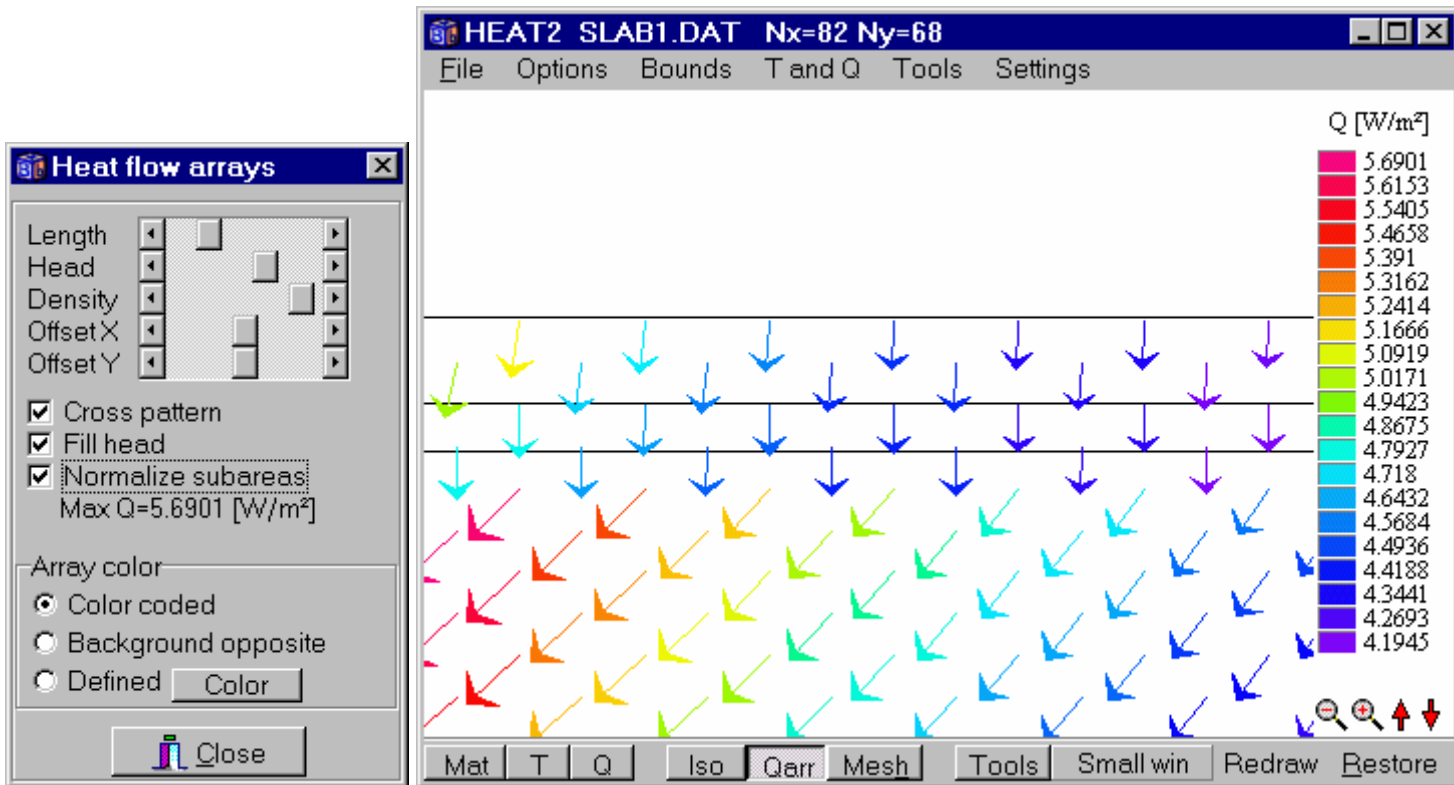 Heat flow arrays
Length
Head
Density
Offset X
Offset Y
Cross pattern
Fill head
Normalize subareas
Max Q=5.6901 [W/m²]
Array color
Color coded
Background opposite
Defined Color
Close
HEAT2 SLAB1.DAT Nx=82 Ny=68
File Options Bounds T and Q Tools Settings
Q [W/m²]
5.6901
5.6153
5.5405
5.4658
5.391
5.3162
5.2414
5.1666
5.0919
5.0171
4.9423
4.8675
4.7927
4.718
4.6432
4.5684
4.4936
4.4188
4.3441
4.2693
4.1945
Mat T Q Iso Qarr Mesh Tools Small win Redraw Restore